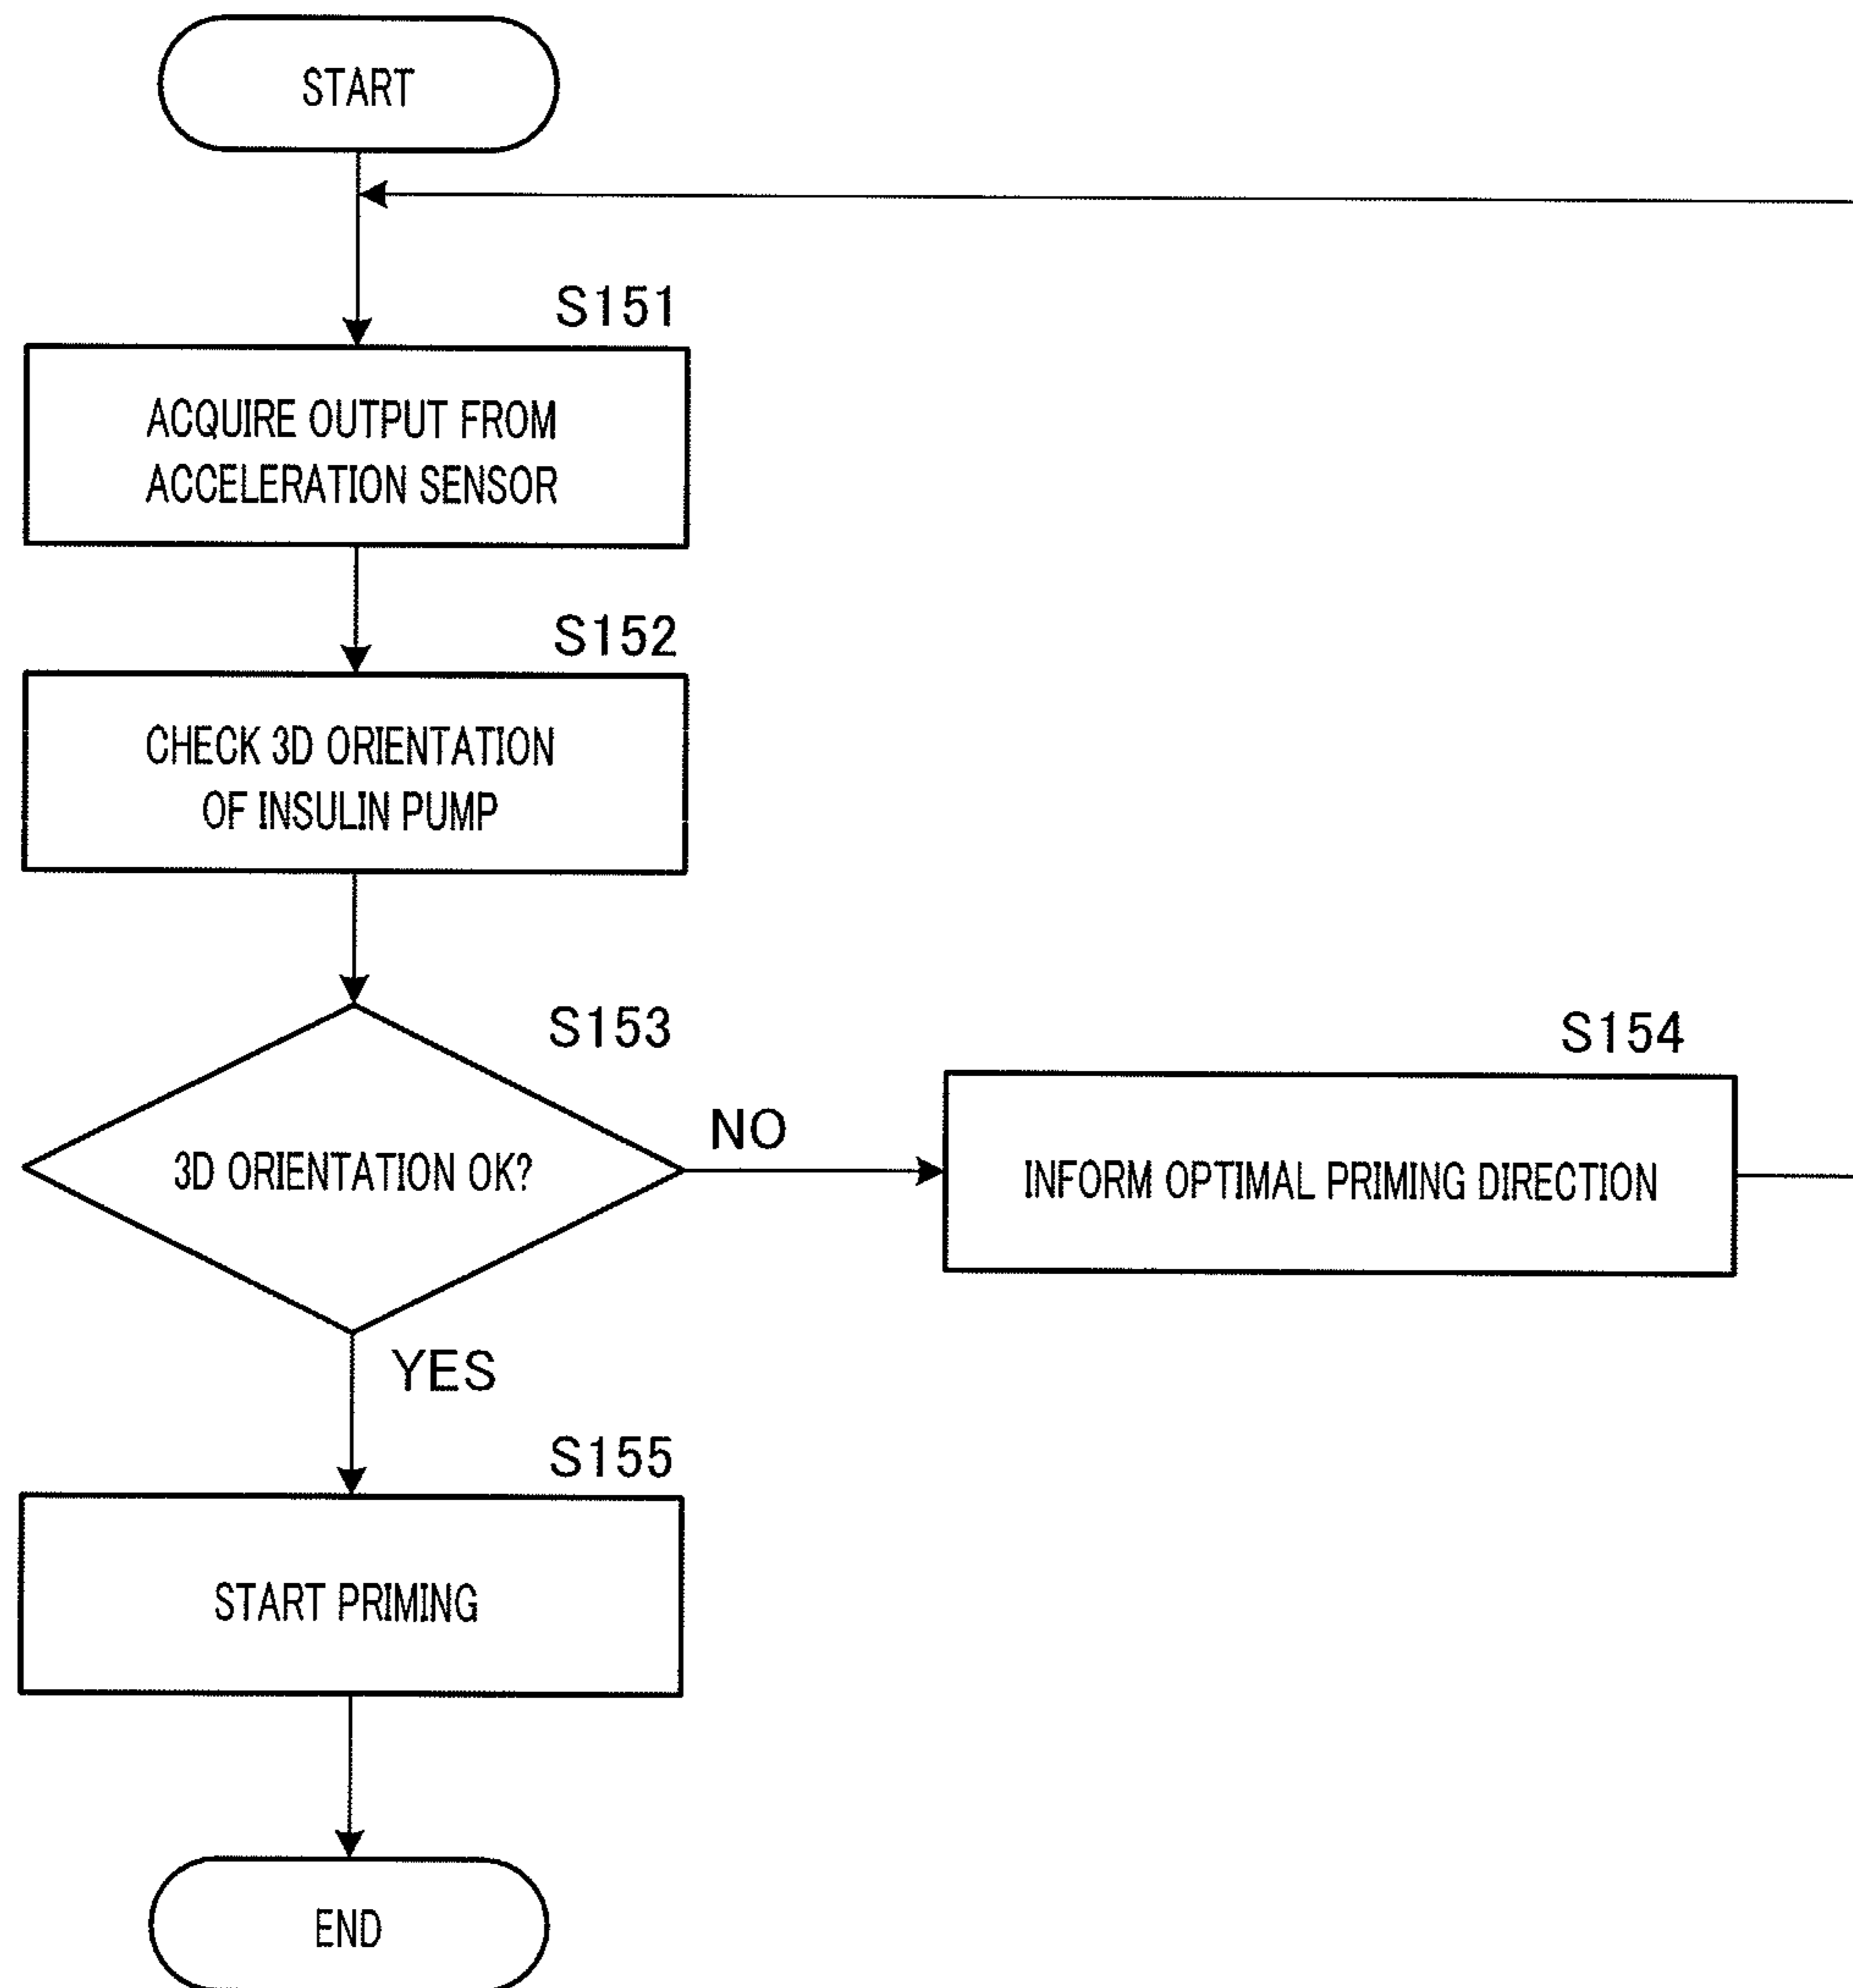 START
S151
ACQUIRE OUTPUT FROM
ACCELERATION SENSOR
S152
CHECK 3D ORIENTATION
OF INSULIN PUMP
S153
3D ORIENTATION OK?
NO
S154
INFORM OPTIMAL PRIMING DIRECTION
YES
S155
START PRIMING
END